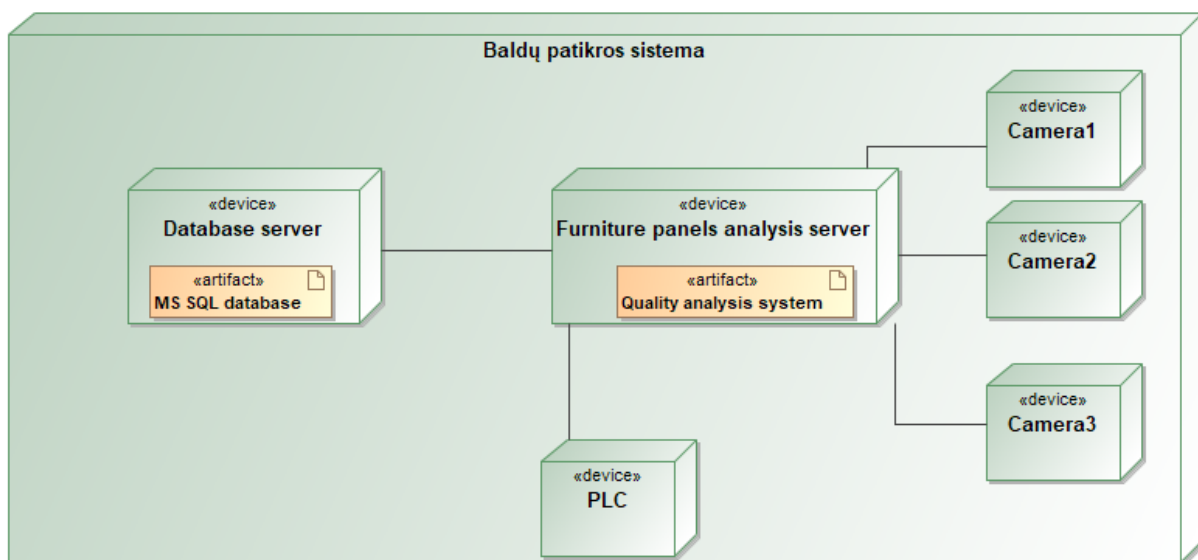 Baldų patikros sistema
«device»
Camera1
«device»
Database server
«artifact»
MS SQL database
«device»
Furniture panels analysis server
«artifact»
Quality analysis system
«device»
Camera2
«device»
Camera3
«device»
PLC